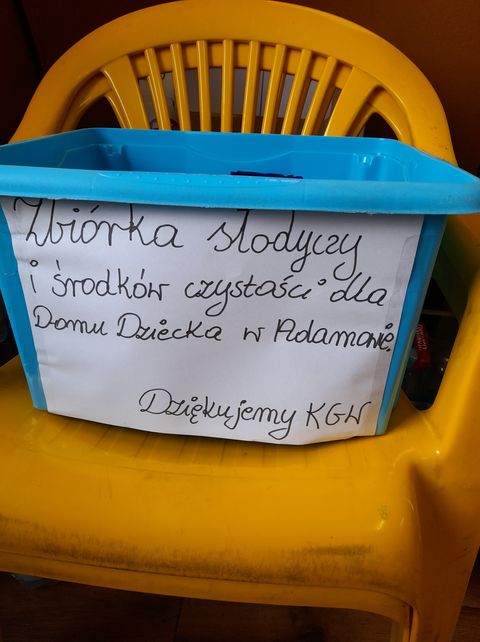 Zbiórka słodyczy
i środków czystości dla
Domu Dziecka w Adamowie.
Dziękujemy KGW